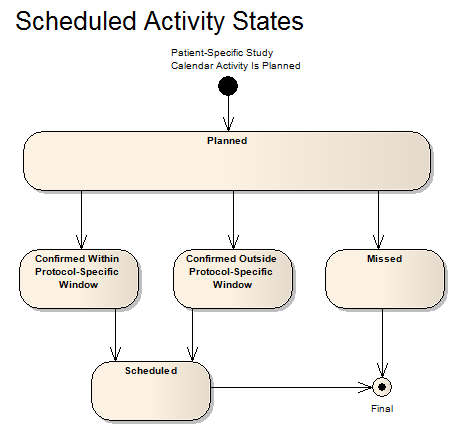 Scheduled Activity States
Patient-Specific Study
Calendar Activity Is Planned
Planned
Confirmed Within
Protocol-Specific
Window
Confirmed Outside
Protocol-Specific
Window
Missed
Scheduled
Final